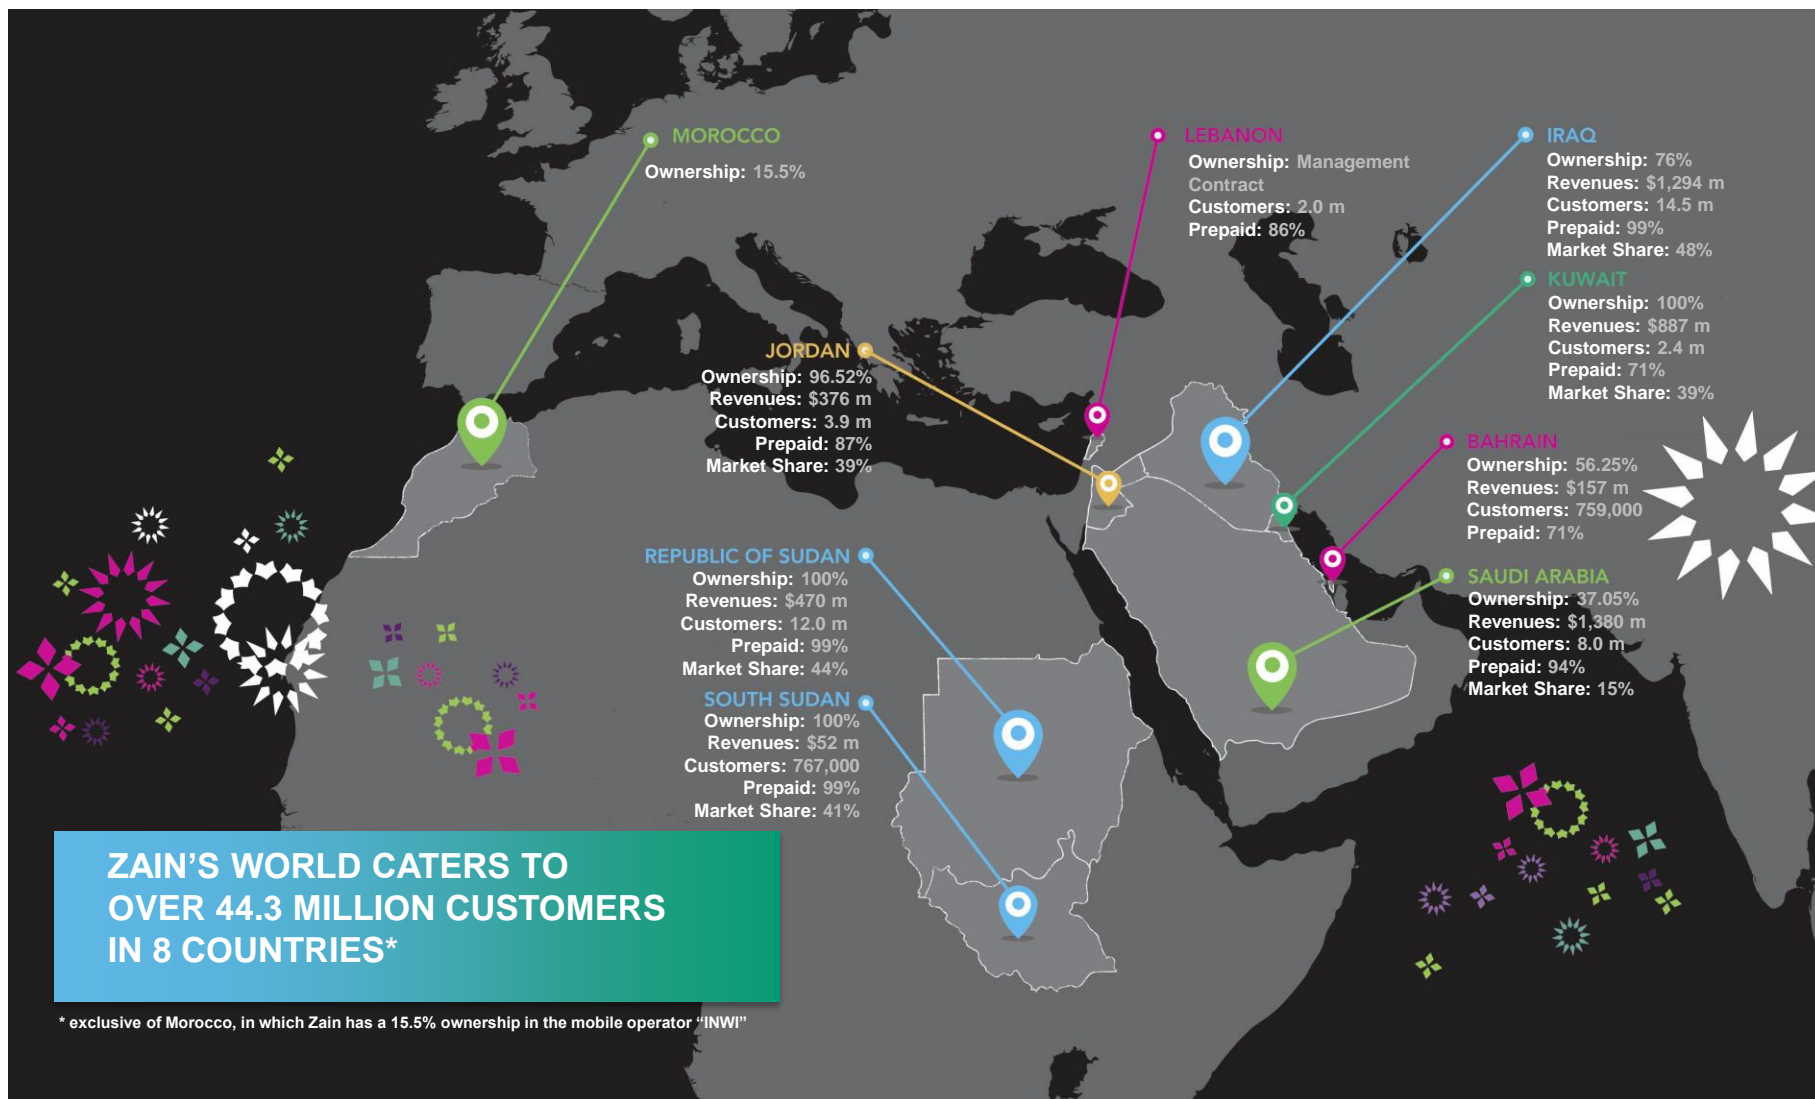 MOROCCO
Ownership: 15.5%
LEBANON
Ownership: Management
Contract
Customers: 2.0 m
Prepaid: 86%
IRAQ
Ownership: 76%
Revenues: $1,294 m
Customers: 14.5 m
Prepaid: 99%
Market Share: 48%
KUWAIT
Ownership: 100%
Revenues: $887 m
Customers: 2.4 m
Prepaid: 71%
Market Share: 39%
JORDAN
Ownership: 96.52%
Revenues: $376 m
Customers: 3.9 m
Prepaid: 87%
Market Share: 39%
BAHRAIN
Ownership: 56.25%
Revenues: $157 m
Customers: 759,000
Prepaid: 71%
REPUBLIC OF SUDAN
Ownership: 100%
Revenues: $470 m
Customers: 12.0 m
Prepaid: 99%
Market Share: 44%
SAUDI ARABIA
Ownership: 37.05%
Revenues: $1,380 m
Customers: 8.0 m
Prepaid: 94%
Market Share: 15%
SOUTH SUDAN
Ownership: 100%
Revenues: $52 m
Customers: 767,000
Prepaid: 99%
Market Share: 41%
ZAIN’S WORLD CATERS TO
OVER 44.3 MILLION CUSTOMERS
IN 8 COUNTRIES*
* exclusive of Morocco, in which Zain has a 15.5% ownership in the mobile operator “INWI”